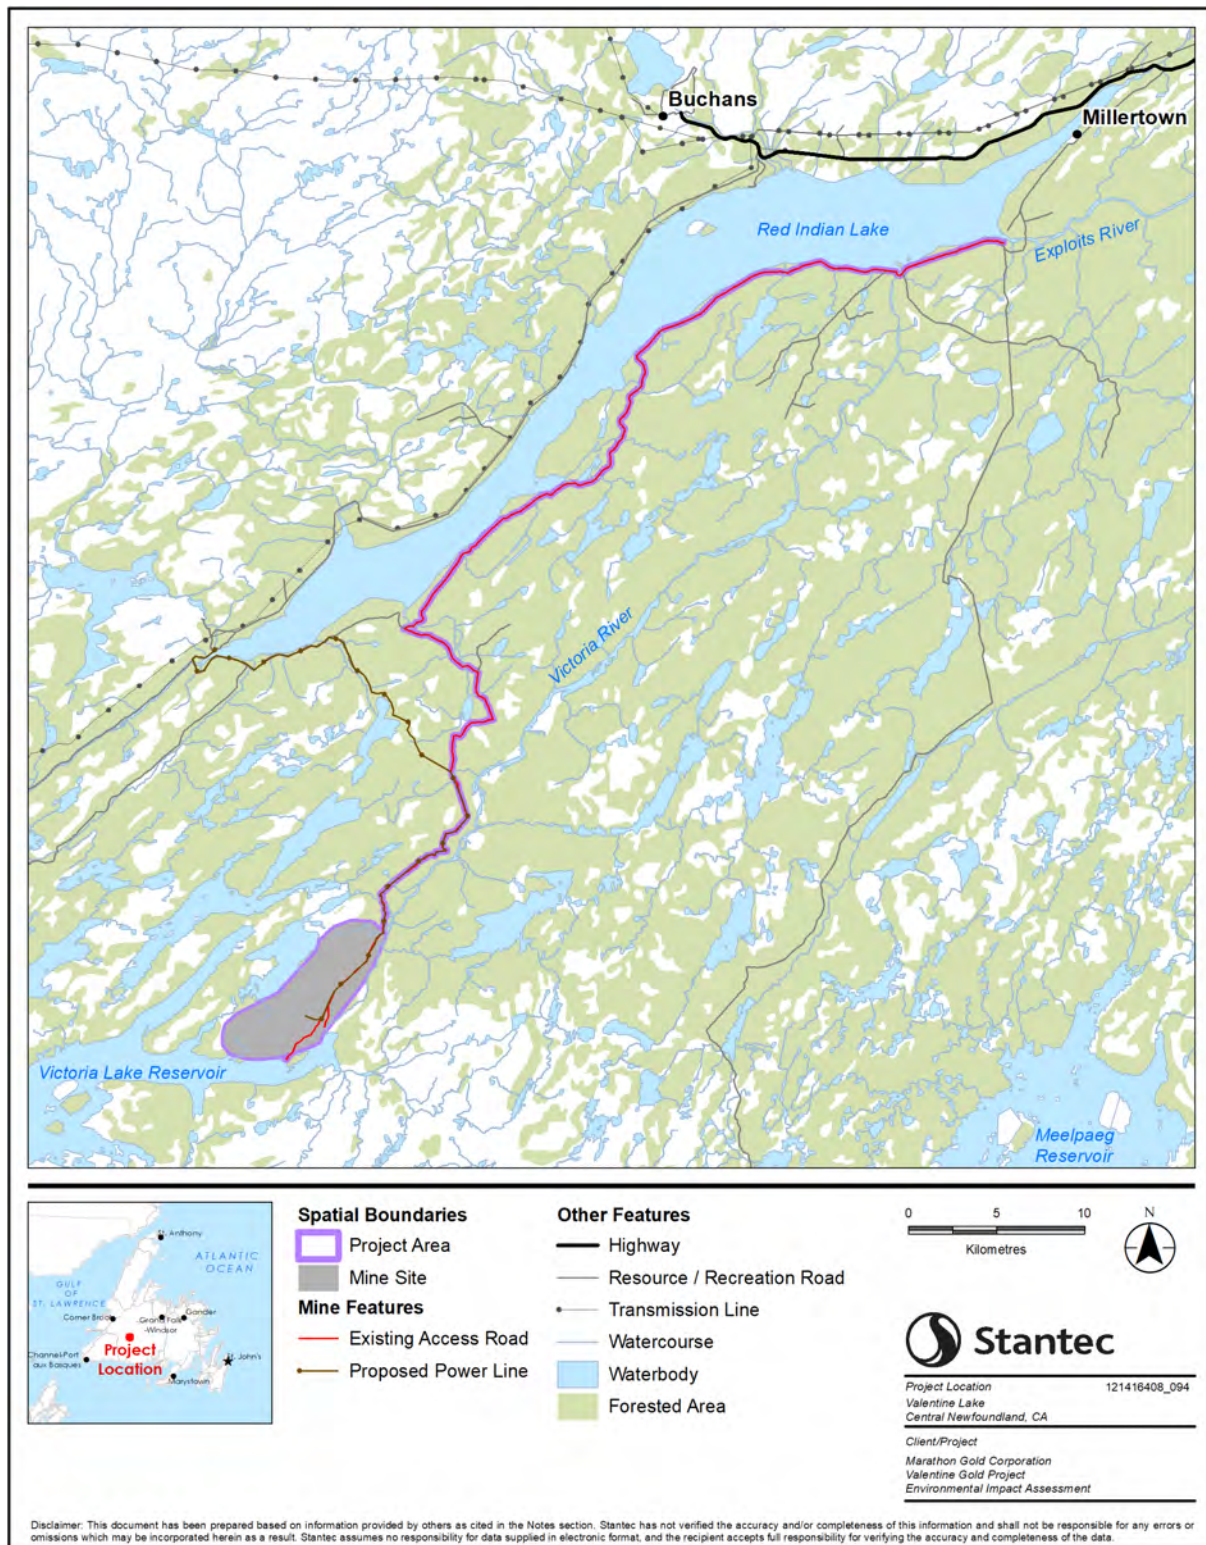 Buchans
Millertown
Red Indian Lake
Exploits River
Victoria River
Victoria Lake Reservoir
Meelpaeg
Reservoir
St. Anthony
ATLANTIC
OCEAN
GULF
OF
ST. LAWRENCE
Corner Brook
Grand Falls
-Windsor
Gander
Project
Location
Channel-Port
aux Basques
St. John's
Marystown
Spatial Boundaries
Project Area
Mine Site
Mine Features
Existing Access Road
Proposed Power Line
Other Features
Highway
Resource / Recreation Road
Transmission Line
Watercourse
Waterbody
Forested Area
0 5 10
Kilometres
N
Stantec
Project Location 121416408_094
Valentine Lake
Central Newfoundland, CA
Client/Project
Marathon Gold Corporation
Valentine Gold Project
Environmental Impact Assessment
Disclaimer: This document has been prepared based on information provided by others as cited in the Notes section. Stantec has not verified the accuracy and/or completeness of this information and shall not be responsible for any errors or
omissions which may be incorporated herein as a result. Stantec assumes no responsibility for data supplied in electronic format, and the recipient accepts full responsibility for verifying the accuracy and completeness of the data.